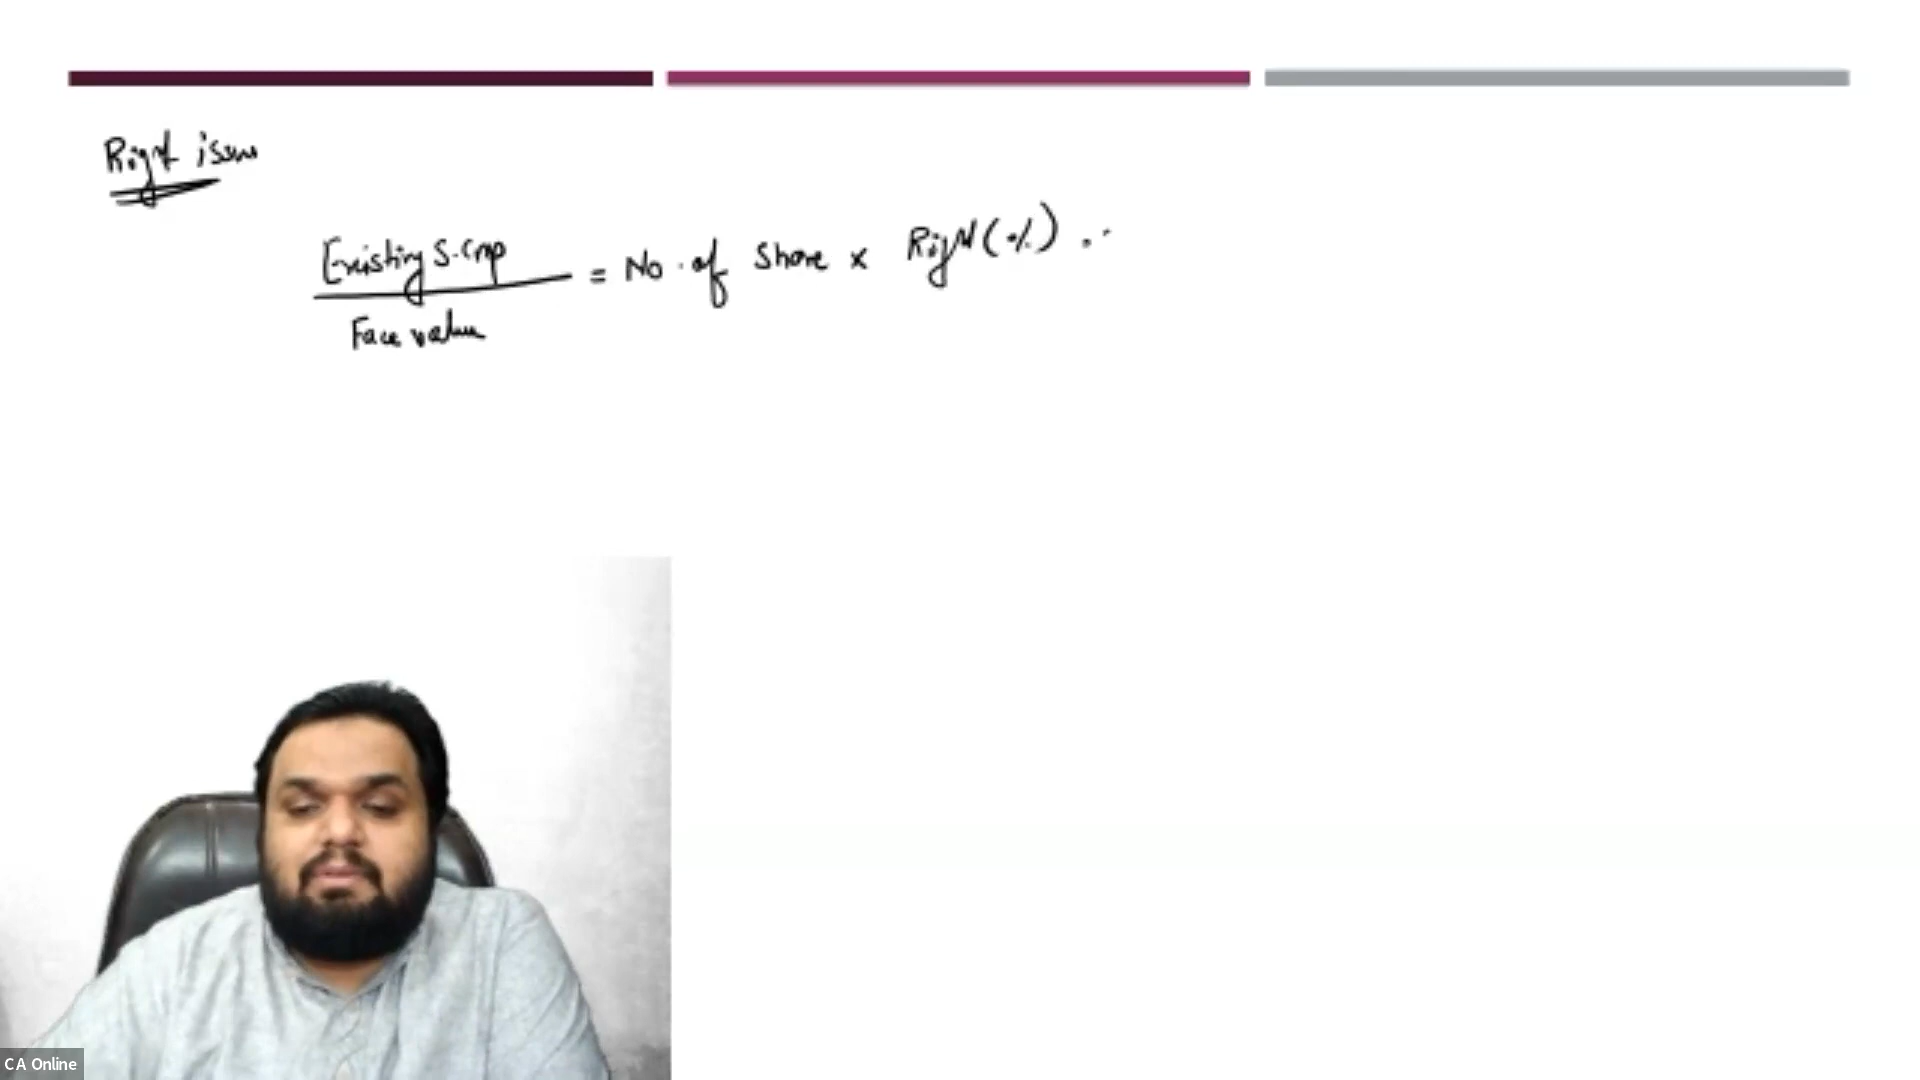 Right issue
Existing S.Cap
= No. of Share x Right (%)
Face value
CA Online